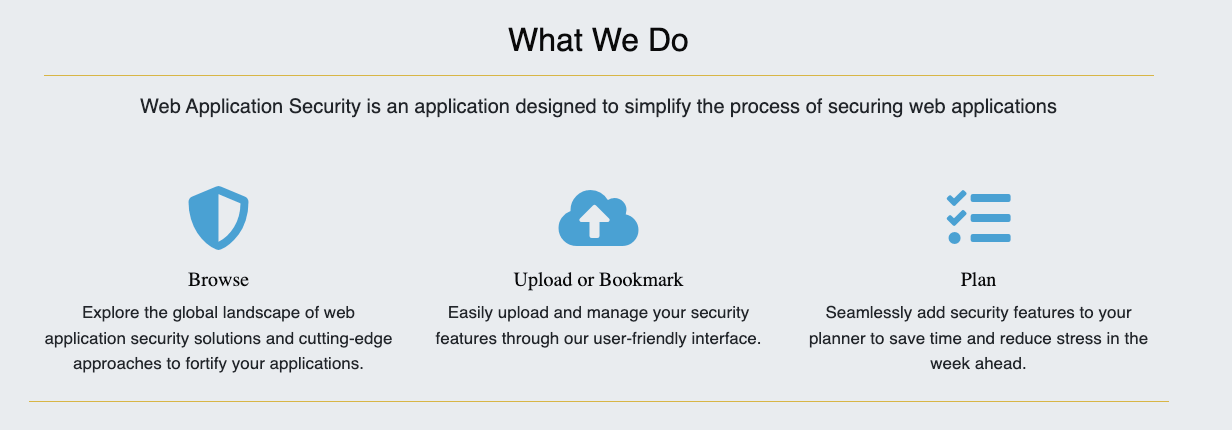 What We Do
Web Application Security is an application designed to simplify the process of securing web applications
Browse
Explore the global landscape of web
application security solutions and cutting-edge
approaches to fortify your applications.
Upload or Bookmark
Easily upload and manage your security
features through our user-friendly interface.
Plan
Seamlessly add security features to your
planner to save time and reduce stress in the
week ahead.